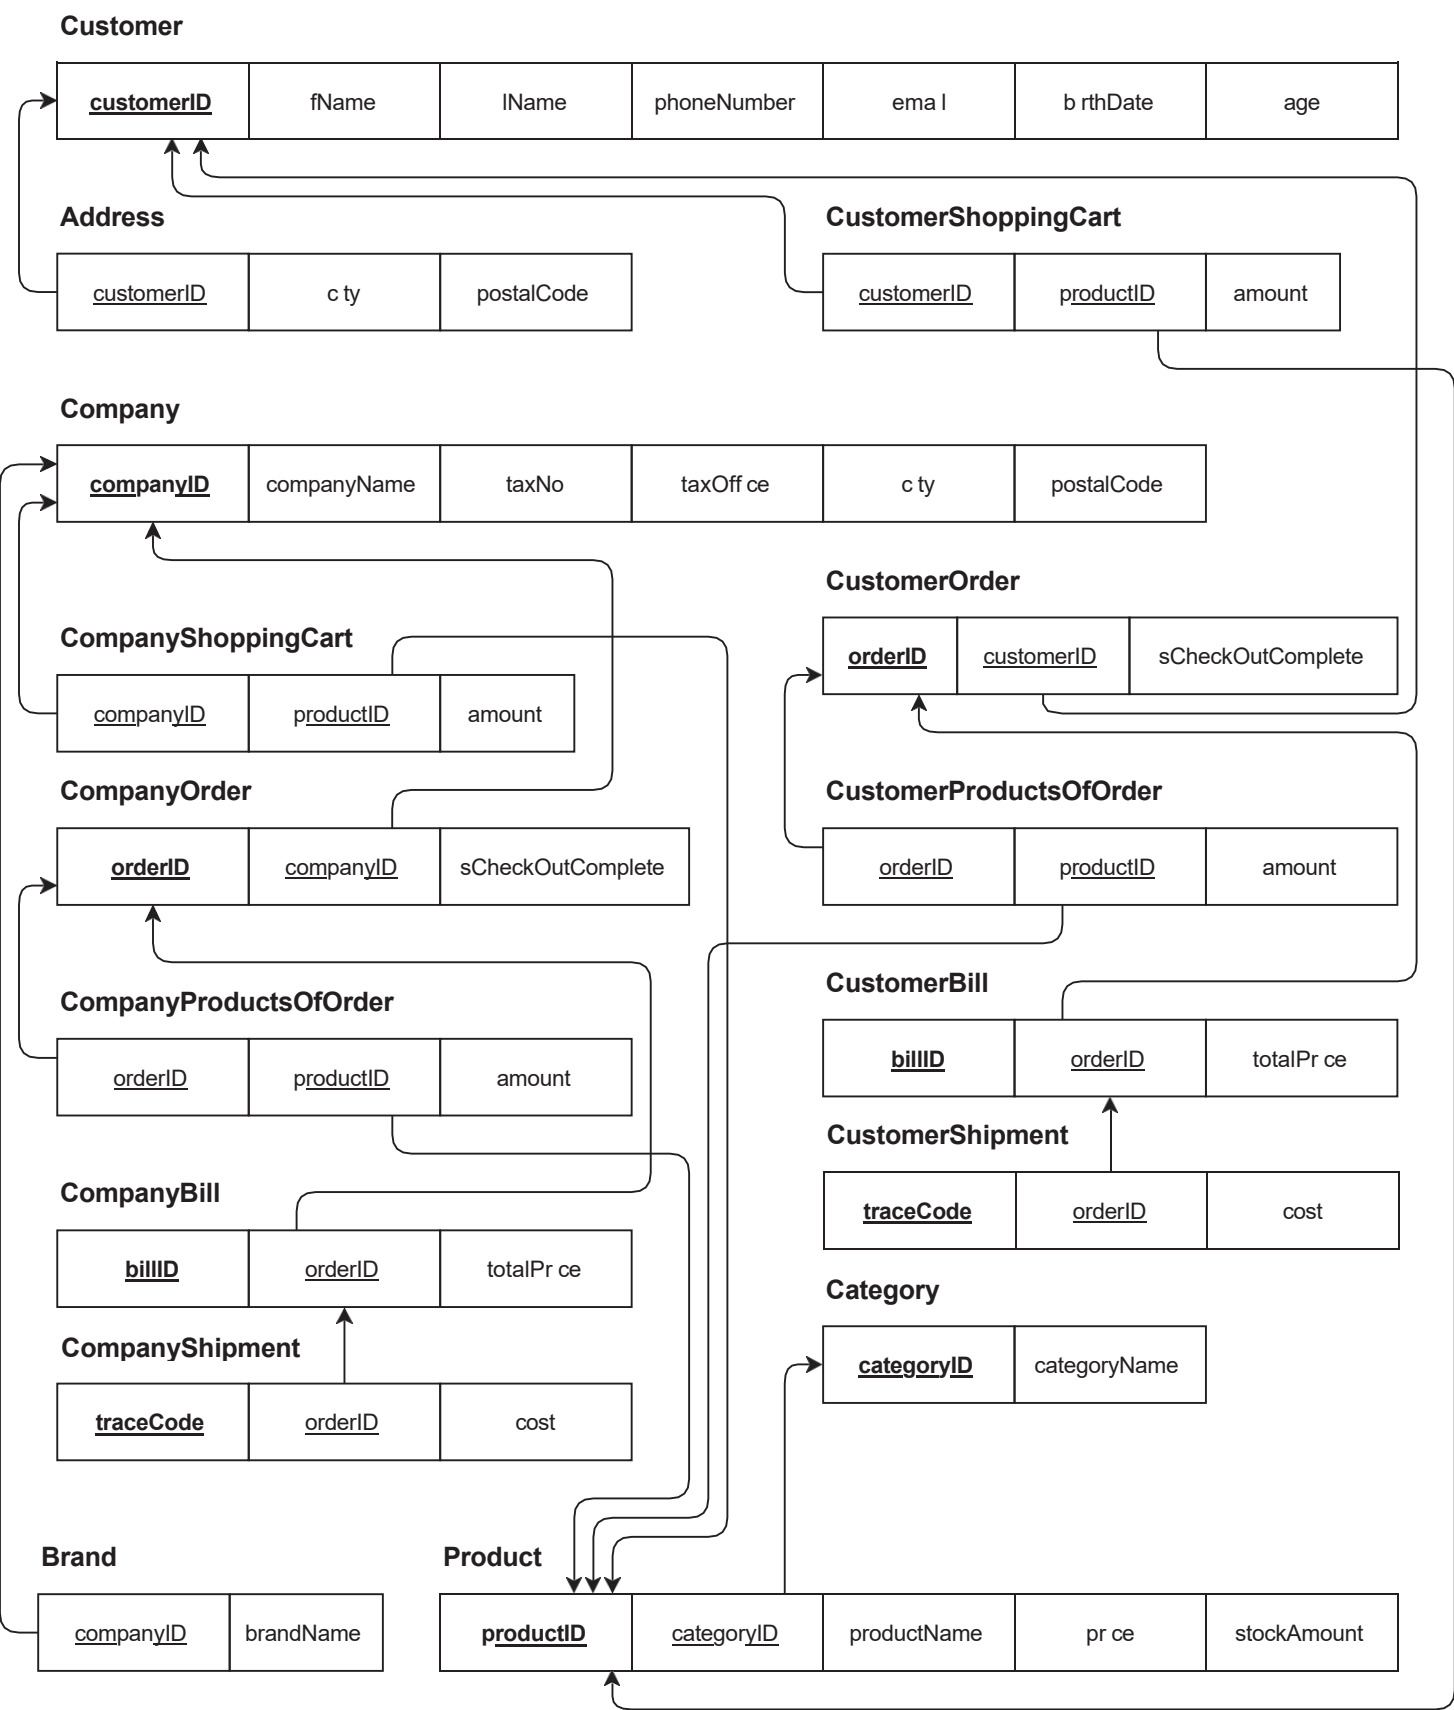 Customer
customerID fName lName phoneNumber ema l b rthDate age
Address
customerID c ty postalCode
CustomerShoppingCart
customerID productID amount
Company
companyID companyName taxNo taxOff ce c ty postalCode
CustomerOrder
orderID customerID sCheckOutComplete
CompanyShoppingCart
companyID productID amount
CompanyOrder
orderID companyID sCheckOutComplete
CustomerProductsOfOrder
orderID productID amount
CompanyProductsOfOrder
orderID productID amount
CustomerBill
billID orderID totalPr ce
CustomerShipment
traceCode orderID cost
CompanyBill
billID orderID totalPr ce
CompanyShipment
traceCode orderID cost
Category
categoryID categoryName
Brand
companyID brandName
Product
productID categoryID productName pr ce stockAmount